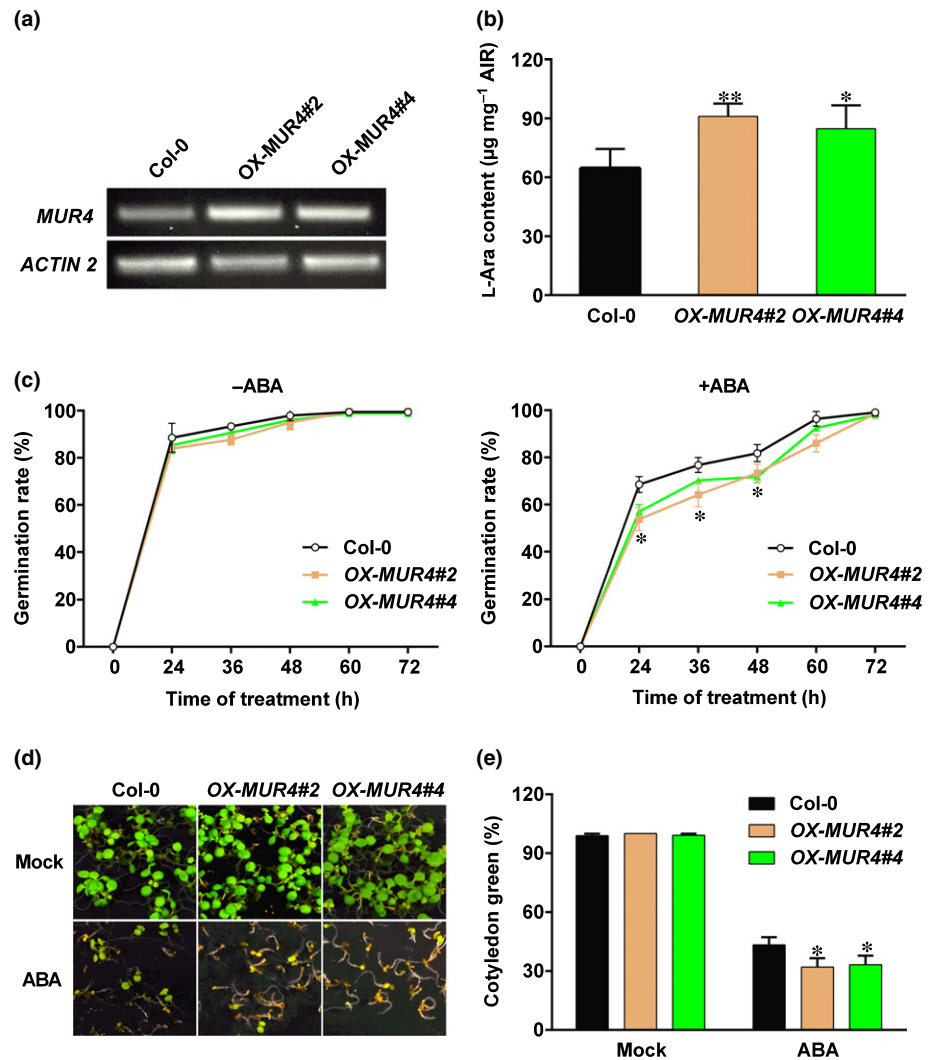 (a)
Col-0
OX-MUR4#2
OX-MUR4#4
MUR4
ACTIN 2
(b)
L-Ara content (µg mg⁻¹ AIR)
120
90
60
30
0
**
*
Col-0 OX-MUR4#2 OX-MUR4#4
(c)
–ABA
Germination rate (%)
100
80
60
40
20
0
Col-0
OX-MUR4#2
OX-MUR4#4
0 24 36 48 60 72
Time of treatment (h)
+ABA
Germination rate (%)
100
80
60
40
20
0
*
*
*
Col-0
OX-MUR4#2
OX-MUR4#4
0 24 36 48 60 72
Time of treatment (h)
(d)
Col-0 OX-MUR4#2 OX-MUR4#4
Mock
ABA
(e)
Cotyledon green (%)
120
90
60
30
0
Col-0
OX-MUR4#2
OX-MUR4#4
*
*
Mock ABA